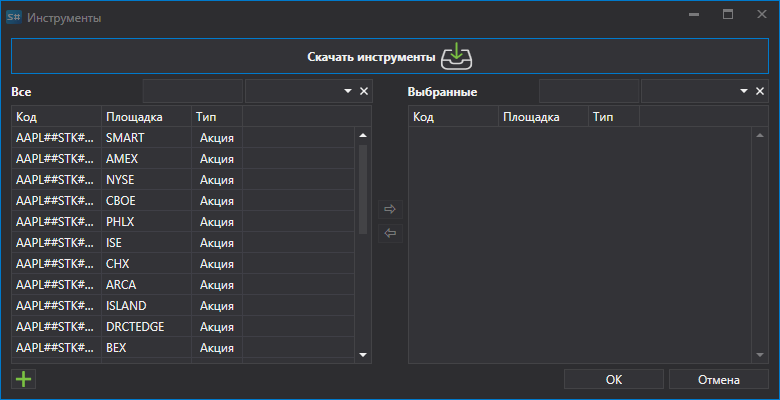 S# Инструменты
Скачать инструменты
Все Выбранные
Код Площадка Тип Код Площадка Тип
AAPL##STK#... SMART Акция
AAPL##STK#... AMEX Акция
AAPL##STK#... NYSE Акция
AAPL##STK#... CBOE Акция
AAPL##STK#... PHLX Акция
AAPL##STK#... ISE Акция
AAPL##STK#... CHX Акция
AAPL##STK#... ARCA Акция
AAPL##STK#... ISLAND Акция
AAPL##STK#... DRCTEDGE Акция
AAPL##STK#... BEX Акция
OK Отмена